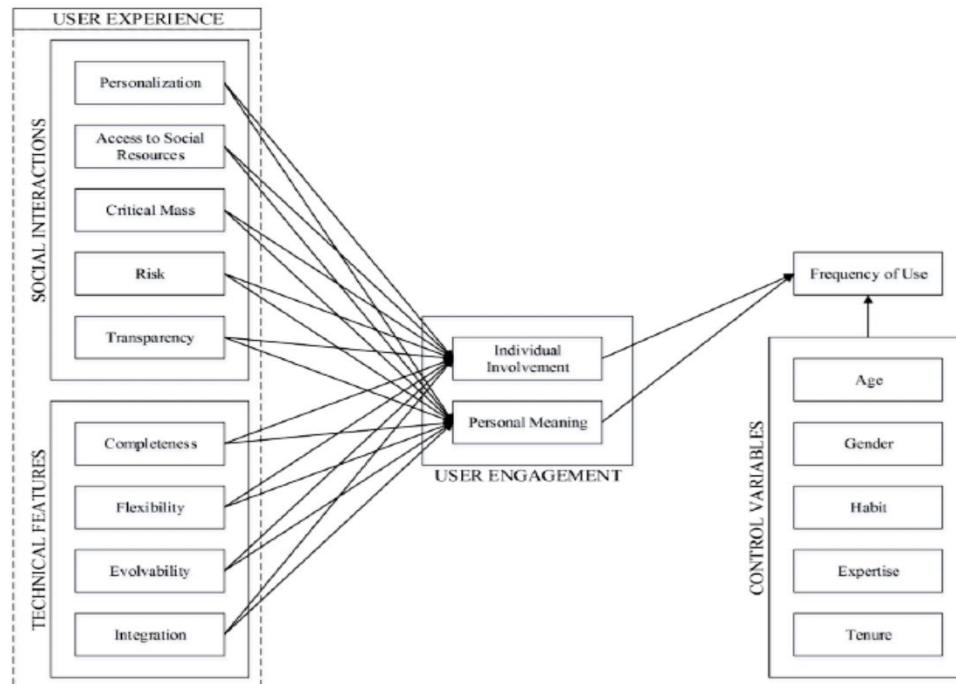 USER EXPERIENCE
SOCIAL INTERACTIONS
Personalization
Access to Social
Resources
Critical Mass
Risk
Transparency
TECHNICAL FEATURES
Completeness
Flexibility
Evolvability
Integration
Individual
Involvement
Personal Meaning
USER ENGAGEMENT
Frequency of Use
CONTROL VARIABLES
Age
Gender
Habit
Expertise
Tenure